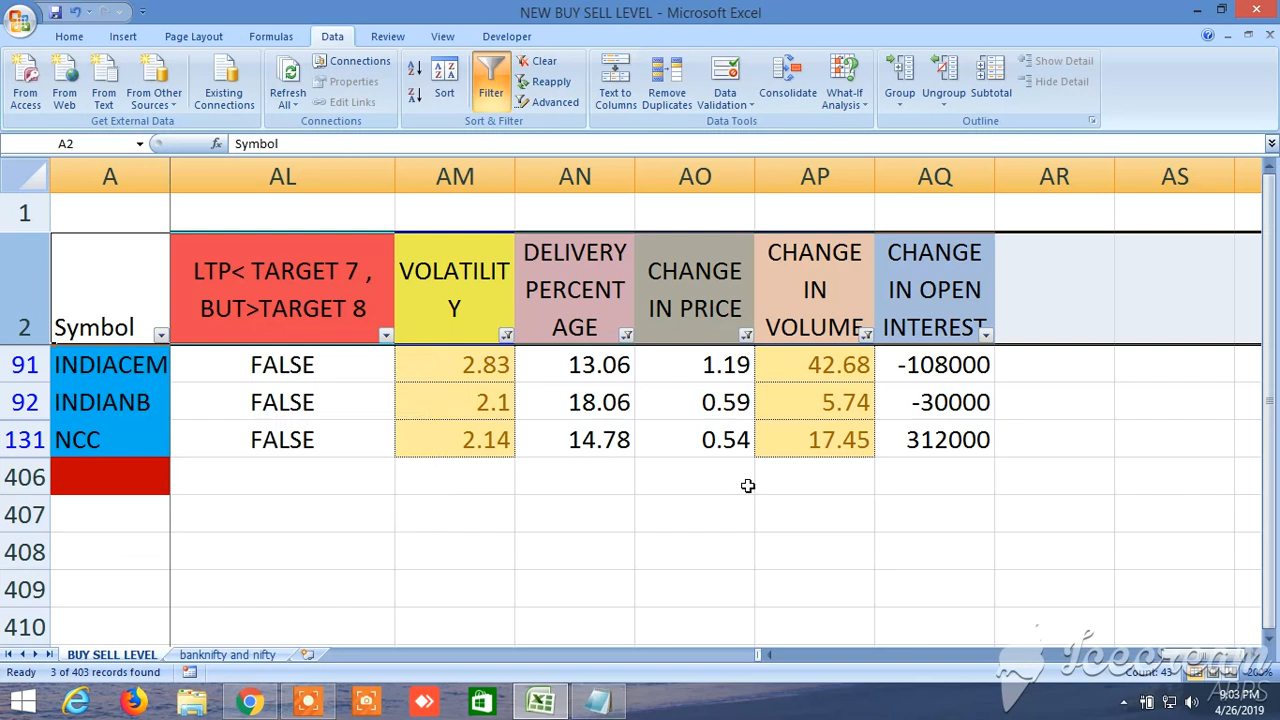 NEW BUY SELL LEVEL - Microsoft Excel
Home Insert Page Layout Formulas Data Review View Developer
From Access
From Web
From Text
From Other Sources
Existing Connections
Get External Data
Refresh All
Connections
Properties
Edit Links
Connections
Sort
Filter
Clear
Reapply
Advanced
Sort & Filter
Text to Columns
Remove Duplicates
Data Validation
Consolidate
What-If Analysis
Data Tools
Group
Ungroup
Subtotal
Show Detail
Hide Detail
Outline
A2 fx Symbol
A AL AM AN AO AP AQ AR AS
1
2 Symbol
LTP< TARGET 7 ,
BUT>TARGET 8
VOLATILIT
Y
DELIVERY
PERCENT
AGE
CHANGE
IN PRICE
CHANGE
IN
VOLUME
CHANGE
IN OPEN
INTEREST
91 INDIACEM FALSE 2.83 13.06 1.19 42.68 -108000
92 INDIANB FALSE 2.1 18.06 0.59 5.74 -30000
131 NCC FALSE 2.14 14.78 0.54 17.45 312000
406
407
408
409
410
BUY SELL LEVEL banknifty and nifty
Ready 3 of 403 records found Count: 43 200%
Icecream
APPS
9:03 PM
4/26/2019